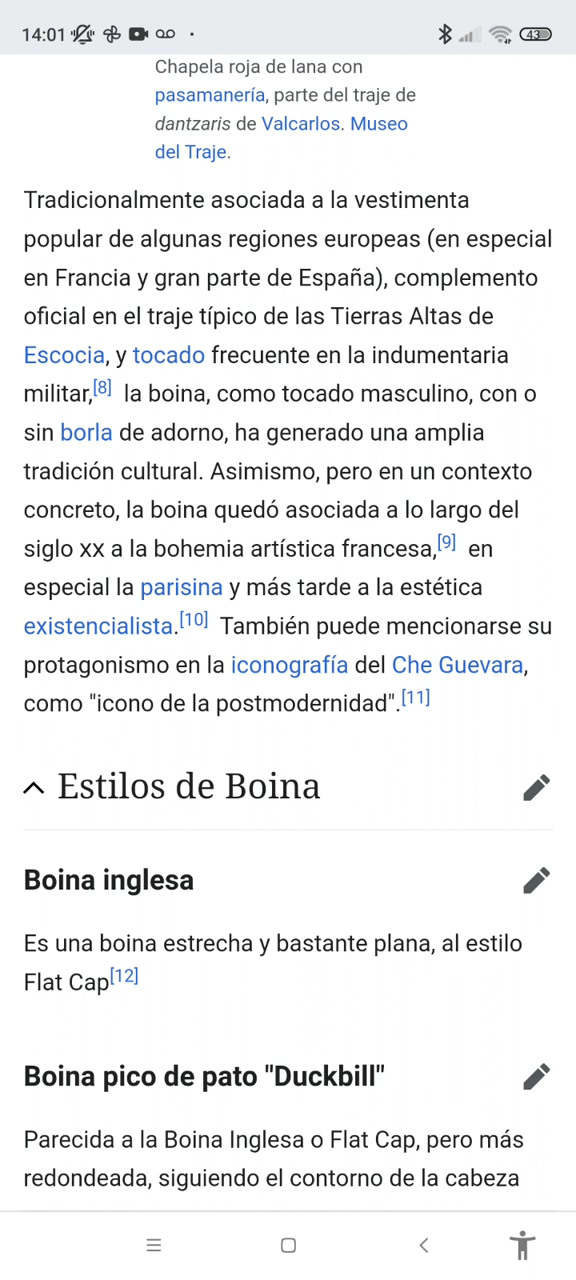 14:01
43
Chapela roja de lana con
pasamanería, parte del traje de
dantzaris de Valcarlos. Museo
del Traje.
Tradicionalmente asociada a la vestimenta
popular de algunas regiones europeas (en especial
en Francia y gran parte de España), complemento
oficial en el traje típico de las Tierras Altas de
Escocia, y tocado frecuente en la indumentaria
militar,[8] la boina, como tocado masculino, con o
sin borla de adorno, ha generado una amplia
tradición cultural. Asimismo, pero en un contexto
concreto, la boina quedó asociada a lo largo del
siglo XX a la bohemia artística francesa,[9] en
especial la parisina y más tarde a la estética
existencialista.[10] También puede mencionarse su
protagonismo en la iconografía del Che Guevara,
como "icono de la postmodernidad".[11]
Estilos de Boina
Boina inglesa
Es una boina estrecha y bastante plana, al estilo
Flat Cap[12]
Boina pico de pato "Duckbill"
Parecida a la Boina Inglesa o Flat Cap, pero más
redondeada, siguiendo el contorno de la cabeza